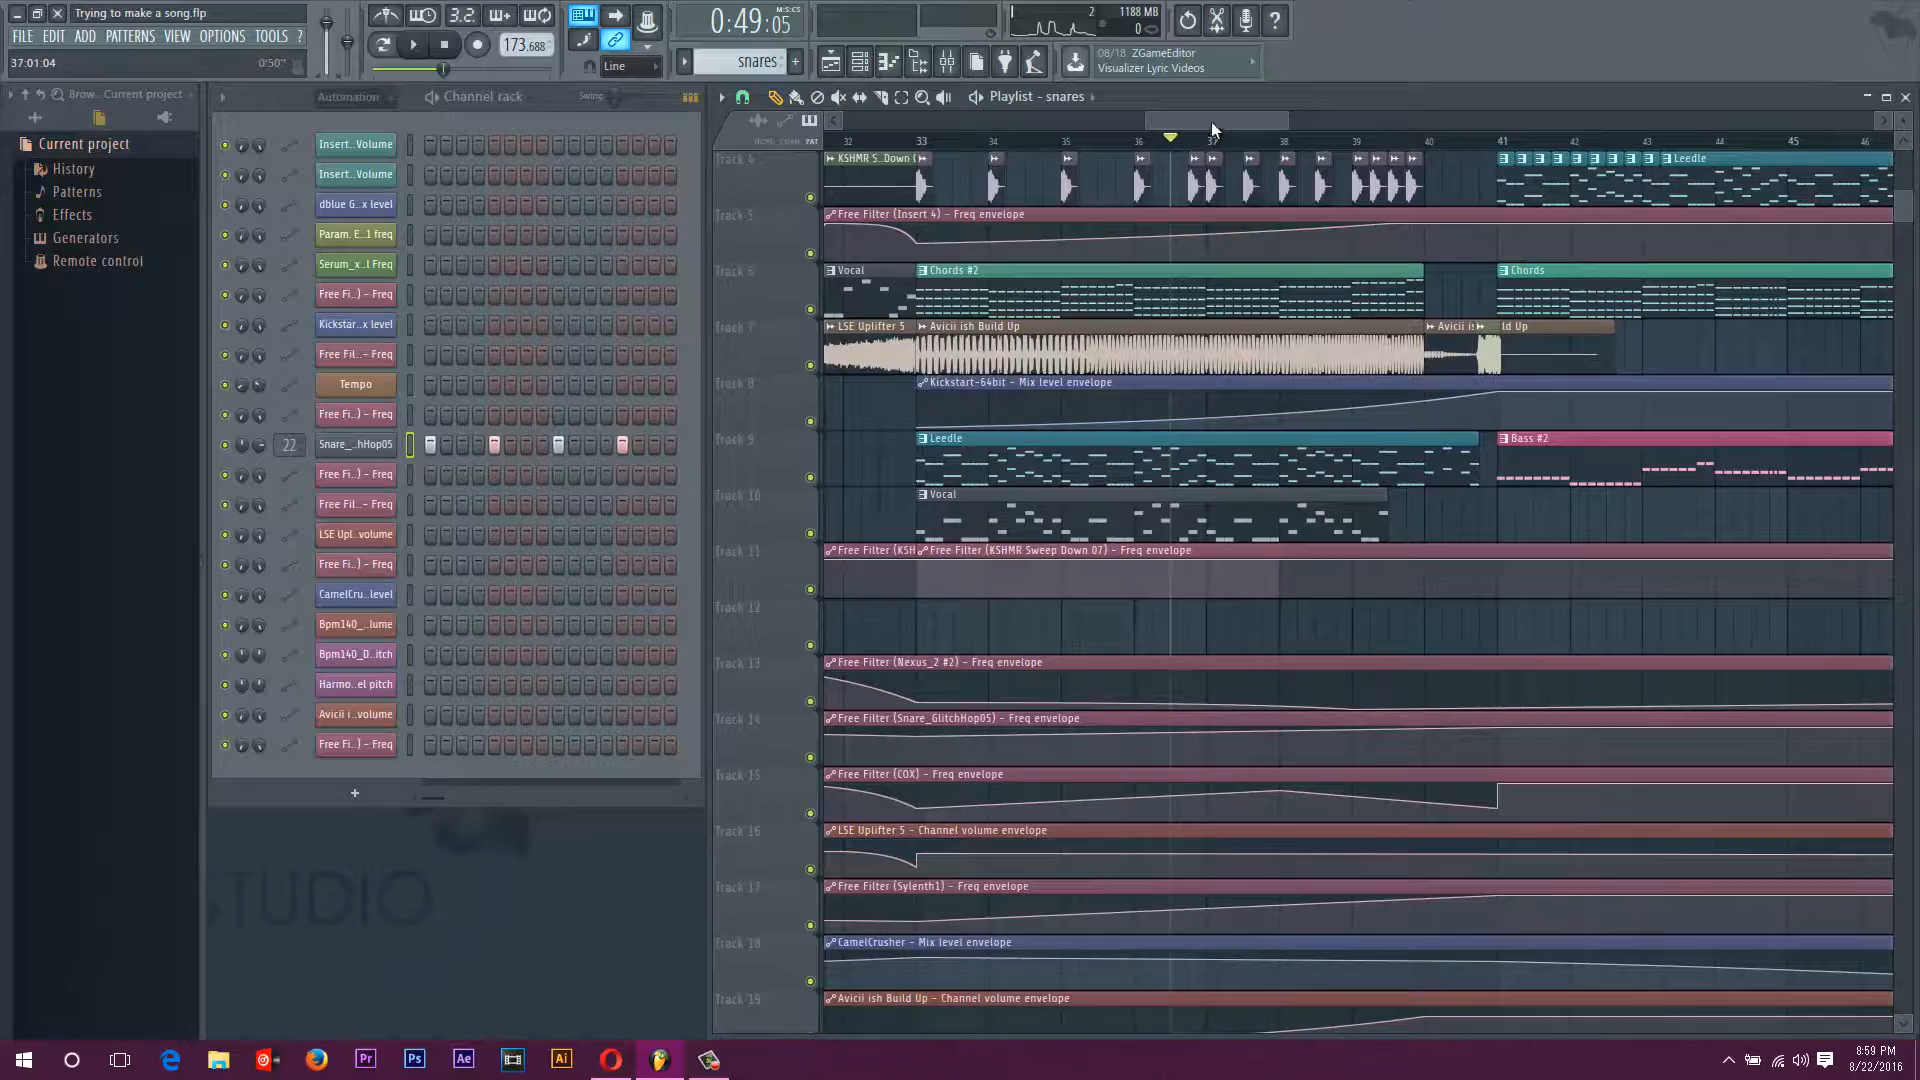 Trying to make a song.flp
FILE EDIT ADD PATTERNS VIEW OPTIONS TOOLS ?
37:01:04 0'50"
3.2.
173.688
Line
0:49:05
M:S:CS
snares
2
1188 MB
0
08/18 ZGameEditor
Visualizer Lyric Videos
Brow.. Current project
Current project
History
Patterns
Effects
Generators
Remote control
Automation
Channel rack
Swing
Insert..Volume
Insert..Volume
dblue G..x level
Param. E..1 freq
Serum_x..l Freq
Free Fi..) - Freq
Kickstar..x level
Free Fil..- Freq
Tempo
Free Fi..) - Freq
22
Snare_..hHop05
Free Fi..) - Freq
Free Fil..- Freq
LSE Upl..volume
Free Fi..) - Freq
CamelCru..level
Bpm140_..lume
Bpm140_D..itch
Harmo..el pitch
Avicii i..volume
Free Fi..) - Freq
STUDIO
Playlist - snares
NOTE CHAN PAT
32 33 34 35 36 37 38 39 40 41 42 43 44 45 46
Track 4
KSHMR S..Down
Leedle
Track 5
Free Filter (Insert 4) - Freq envelope
Track 6
Vocal
Chords #2
Chords
Track 7
LSE Uplifter 5
Avicii ish Build Up
Avicii is
ld Up
Track 8
Kickstart-64bit - Mix level envelope
Track 9
Leedle
Bass #2
Track 10
Vocal
Track 11
Free Filter (KSH
Free Filter (KSHMR Sweep Down 07) - Freq envelope
Track 12
Track 13
Free Filter (Nexus_2 #2) - Freq envelope
Track 14
Free Filter (Snare_GlitchHop05) - Freq envelope
Track 15
Free Filter (COX) - Freq envelope
Track 16
LSE Uplifter 5 - Channel volume envelope
Track 17
Free Filter (Sylenth1) - Freq envelope
Track 18
CamelCrusher - Mix level envelope
Track 19
Avicii ish Build Up - Channel volume envelope
Pr
Ps
Ae
Ai
8:59 PM
8/22/2016